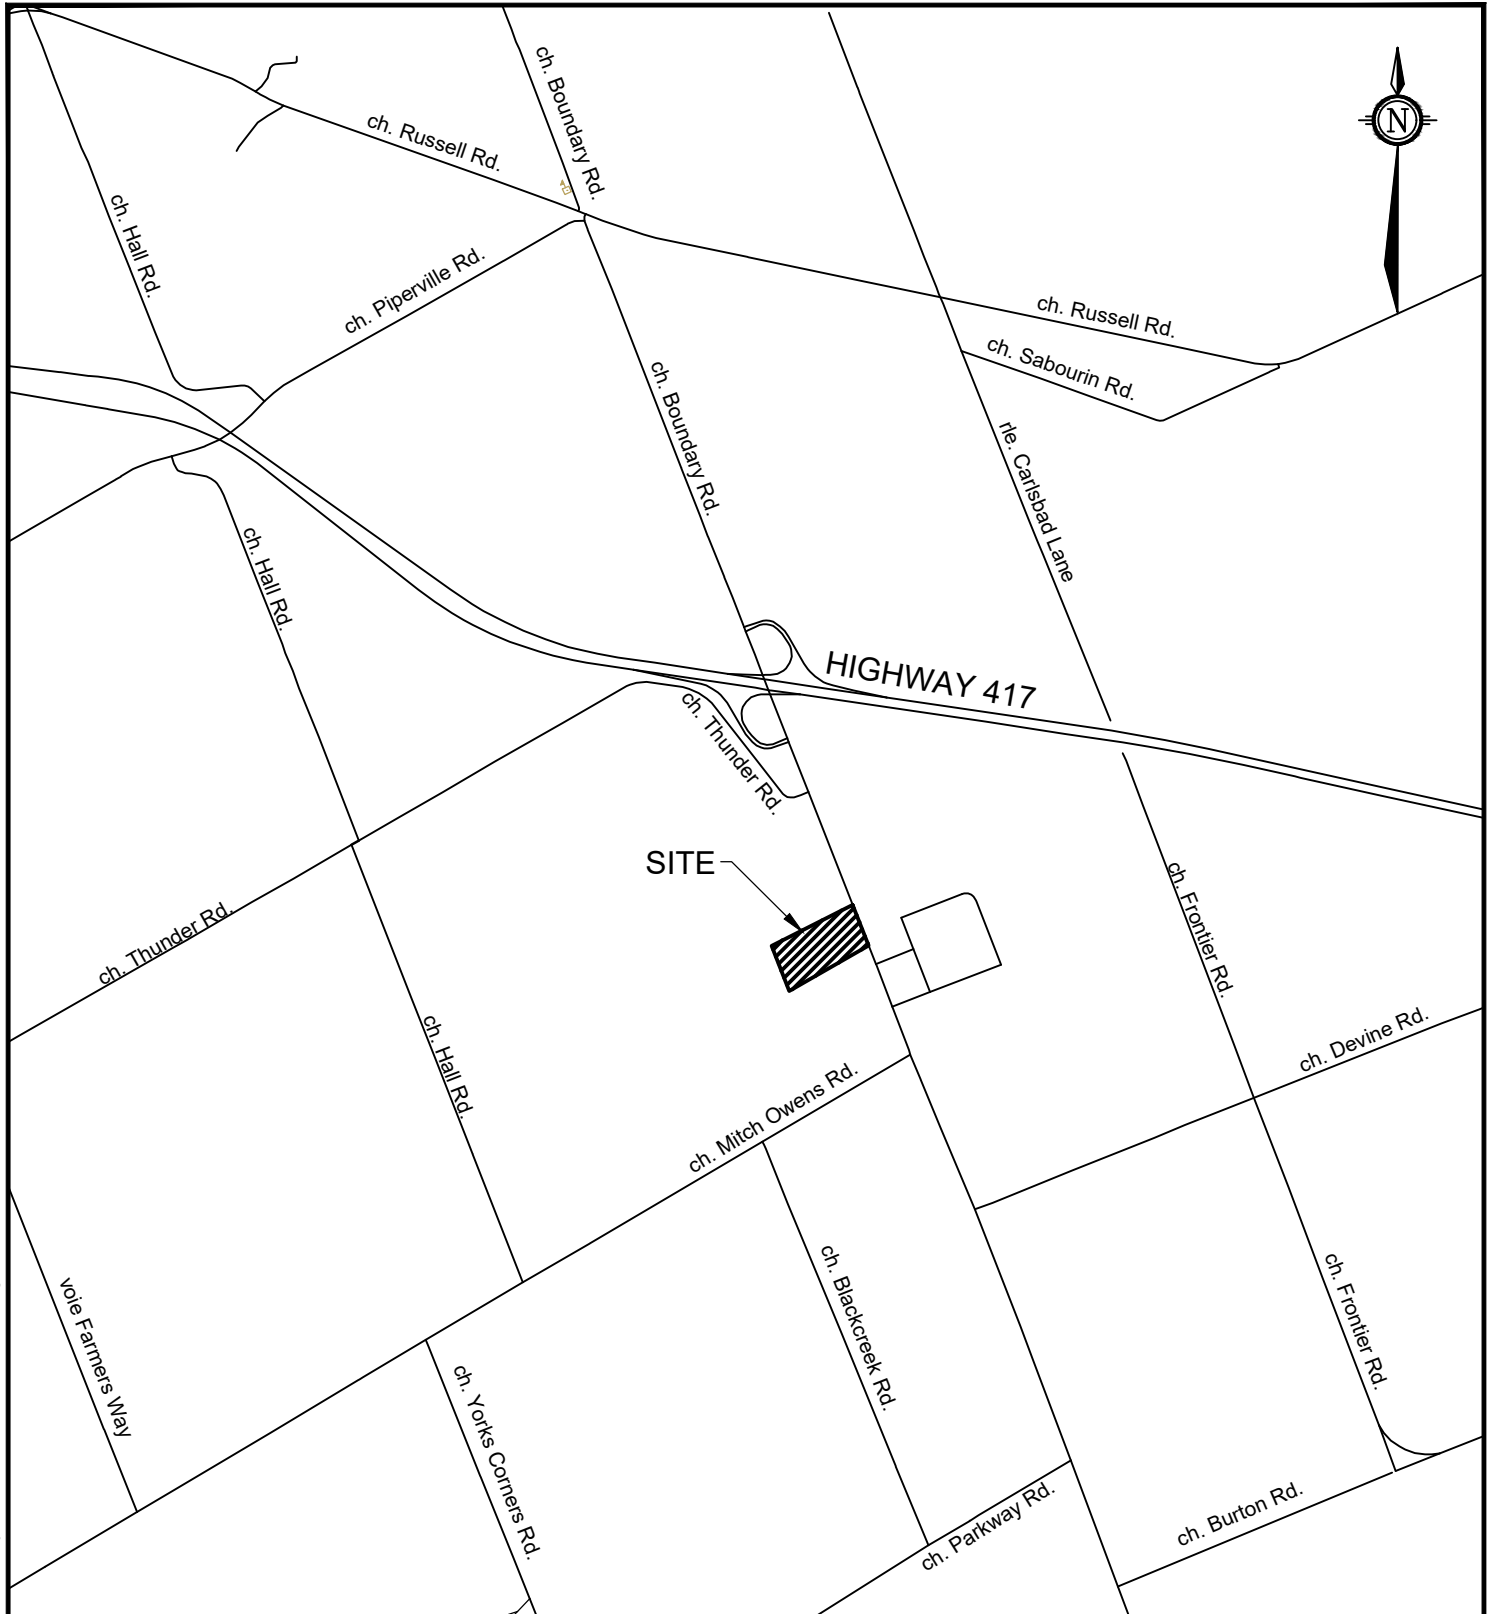 ch. Boundary Rd.
N
ch. Russell Rd.
ch. Hall Rd.
ch. Piperville Rd.
ch. Russell Rd.
ch. Sabourin Rd.
ch. Boundary Rd.
rle. Carlsbad Lane
ch. Hall Rd.
HIGHWAY 417
ch. Thunder Rd.
SITE
ch. Frontier Rd.
ch. Thunder Rd.
ch. Hall Rd.
ch. Devine Rd.
ch. Mitch Owens Rd.
ch. Blackcreek Rd.
ch. Frontier Rd.
voie Farmers Way
ch. Yorks Corners Rd.
ch. Parkway Rd.
ch. Burton Rd.